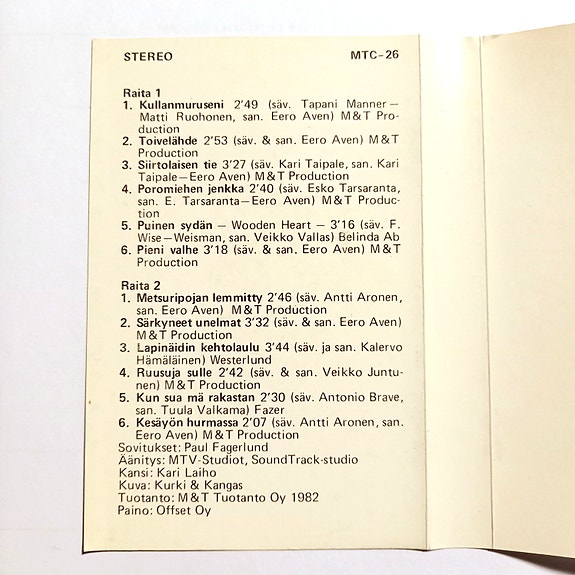 STEREO MTC-26
Raita 1
1. Kullanmuruseni 2'49 (säv. Tapani Manner—
Matti Ruohonen, san. Eero Aven) M&T Pro-
duction
2. Toivelähde 2'53 (säv. & san. Eero Aven) M&T
Production
3. Siirtolaisen tie 3'27 (säv. Kari Taipale, san. Kari
Taipale—Eero Aven) M&T Production
4. Poromiehen jenkka 2'40 (säv. Esko Tarsaranta,
san. E. Tarsaranta—Eero Aven) M&T Produc-
tion
5. Puinen sydän — Wooden Heart — 3'16 (säv. F.
Wise—Weisman, san. Veikko Vallas) Belinda Ab
6. Pieni valhe 3'18 (säv. & san. Eero Aven) M&T
Production
Raita 2
1. Metsuripojan lemmitty 2'46 (säv. Antti Aronen,
san. Eero Aven) M&T Production
2. Särkyneet unelmat 3'32 (säv. & san. Eero Aven)
M&T Production
3. Lapinäidin kehtolaulu 3'44 (säv. ja san. Kalervo
Hämäläinen) Westerlund
4. Ruusuja sulle 2'42 (säv. & san. Veikko Juntu-
nen) M&T Production
5. Kun sua mä rakastan 2'30 (säv. Antonio Brave,
san. Tuula Valkama) Fazer
6. Kesäyön hurmassa 2'07 (säv. Antti Aronen, san.
Eero Aven) M&T Production
Sovitukset: Paul Fagerlund
Äänitys: MTV-Studiot, SoundTrack-studio
Kansi: Kari Laiho
Kuva: Kurki & Kangas
Tuotanto: M&T Tuotanto Oy 1982
Paino: Offset Oy